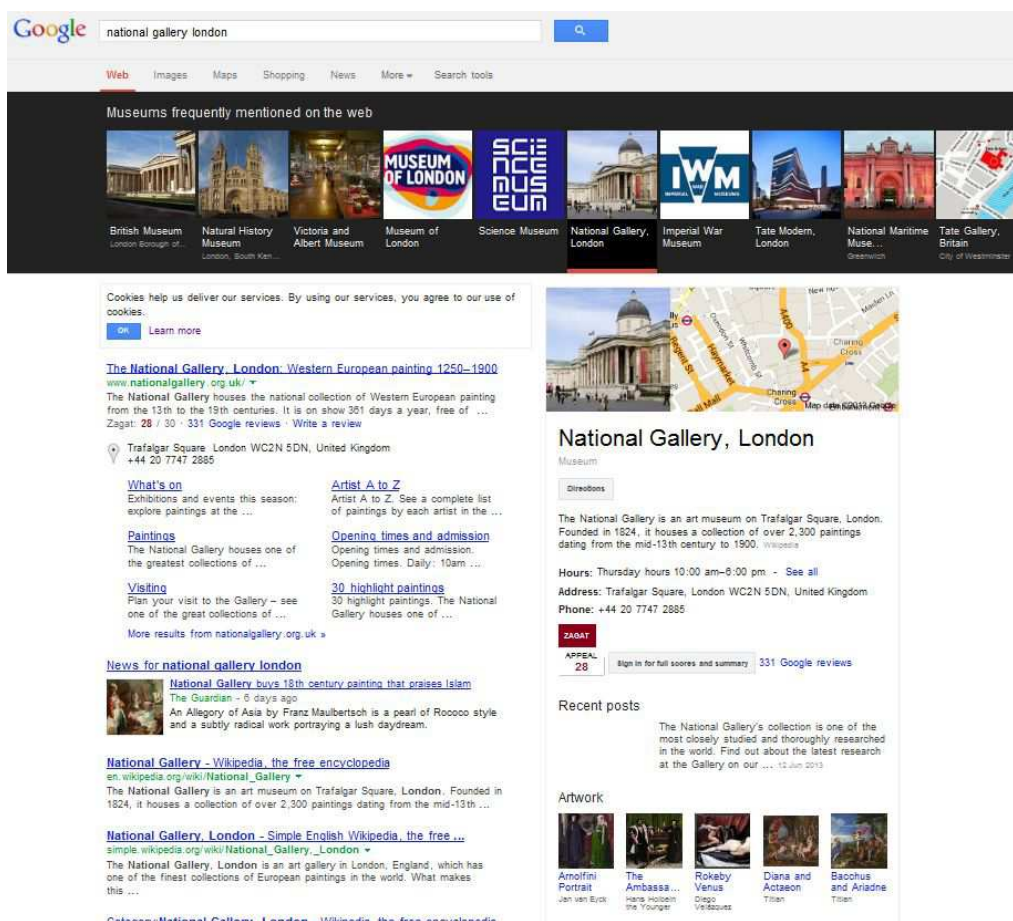 Google
national gallery london
Web Images Maps Shopping News More Search tools
Museums frequently mentioned on the web
MUSEUM
OF LONDON
SCiE
NCE
MUS
EUM
IWM
IMPERIAL WAR MUSEUMS
British Museum
London Borough of...
Natural History
Museum
London, South Ken...
Victoria and
Albert Museum
Museum of
London
Science Museum
National Gallery,
London
Imperial War
Museum
Tate Modern,
London
National Maritime
Muse...
Greenwich
Tate Gallery,
Britain
City of Westminster
Cookies help us deliver our services. By using our services, you agree to our use of
cookies.
OK Learn more
The National Gallery, London: Western European painting 1250–1900
www.nationalgallery.org.uk/
The National Gallery houses the national collection of Western European painting
from the 13th to the 19th centuries. It is on show 361 days a year, free of ...
Zagat: 28 / 30 · 331 Google reviews · Write a review
Trafalgar Square London WC2N 5DN, United Kingdom
+44 20 7747 2885
What's on
Exhibitions and events this season:
explore paintings at the ...
Artist A to Z
Artist A to Z. See a complete list
of paintings by each artist in the ...
Paintings
The National Gallery houses one of
the greatest collections of ...
Opening times and admission
Opening times and admission.
Opening times. Daily: 10am ...
Visiting
Plan your visit to the Gallery – see
one of the great collections of ...
30 highlight paintings
30 highlight paintings. The National
Gallery houses one of ...
More results from nationalgallery.org.uk »
News for national gallery london
National Gallery buys 18th century painting that praises Islam
The Guardian - 6 days ago
An Allegory of Asia by Franz Maulbertsch is a pearl of Rococo style
and a subtly radical work portraying a lush daydream.
National Gallery - Wikipedia, the free encyclopedia
en.wikipedia.org/wiki/National_Gallery
The National Gallery is an art museum on Trafalgar Square, London. Founded in
1824, it houses a collection of over 2,300 paintings dating from the mid-13th ...
National Gallery, London - Simple English Wikipedia, the free ...
simple.wikipedia.org/wiki/National_Gallery,_London
The National Gallery, London is an art gallery in London, England, which has
one of the finest collections of European paintings in the world. What makes
this ...
Category:National Gallery, London - Wikipedia, the free encyclopedia
Regent St
Haymarket
Whitcomb St
A400
A4
Charing
Cross
Charing
Cross
Map data ©2013 Google
National Gallery, London
Museum
Directions
The National Gallery is an art museum on Trafalgar Square, London.
Founded in 1824, it houses a collection of over 2,300 paintings
dating from the mid-13th century to 1900. Wikipedia
Hours: Thursday hours 10:00 am–6:00 pm - See all
Address: Trafalgar Square, London WC2N 5DN, United Kingdom
Phone: +44 20 7747 2885
ZAGAT
APPEAL
28
Sign in for full scores and summary 331 Google reviews
Recent posts
The National Gallery's collection is one of the
most closely studied and thoroughly researched
in the world. Find out about the latest research
at the Gallery on our ... 12 Jun 2013
Artwork
Arnolfini
Portrait
Jan van Eyck
The
Ambassa...
Hans Holbein
the Younger
Rokeby
Venus
Diego
Velázquez
Diana and
Actaeon
Titian
Bacchus
and Ariadne
Titian